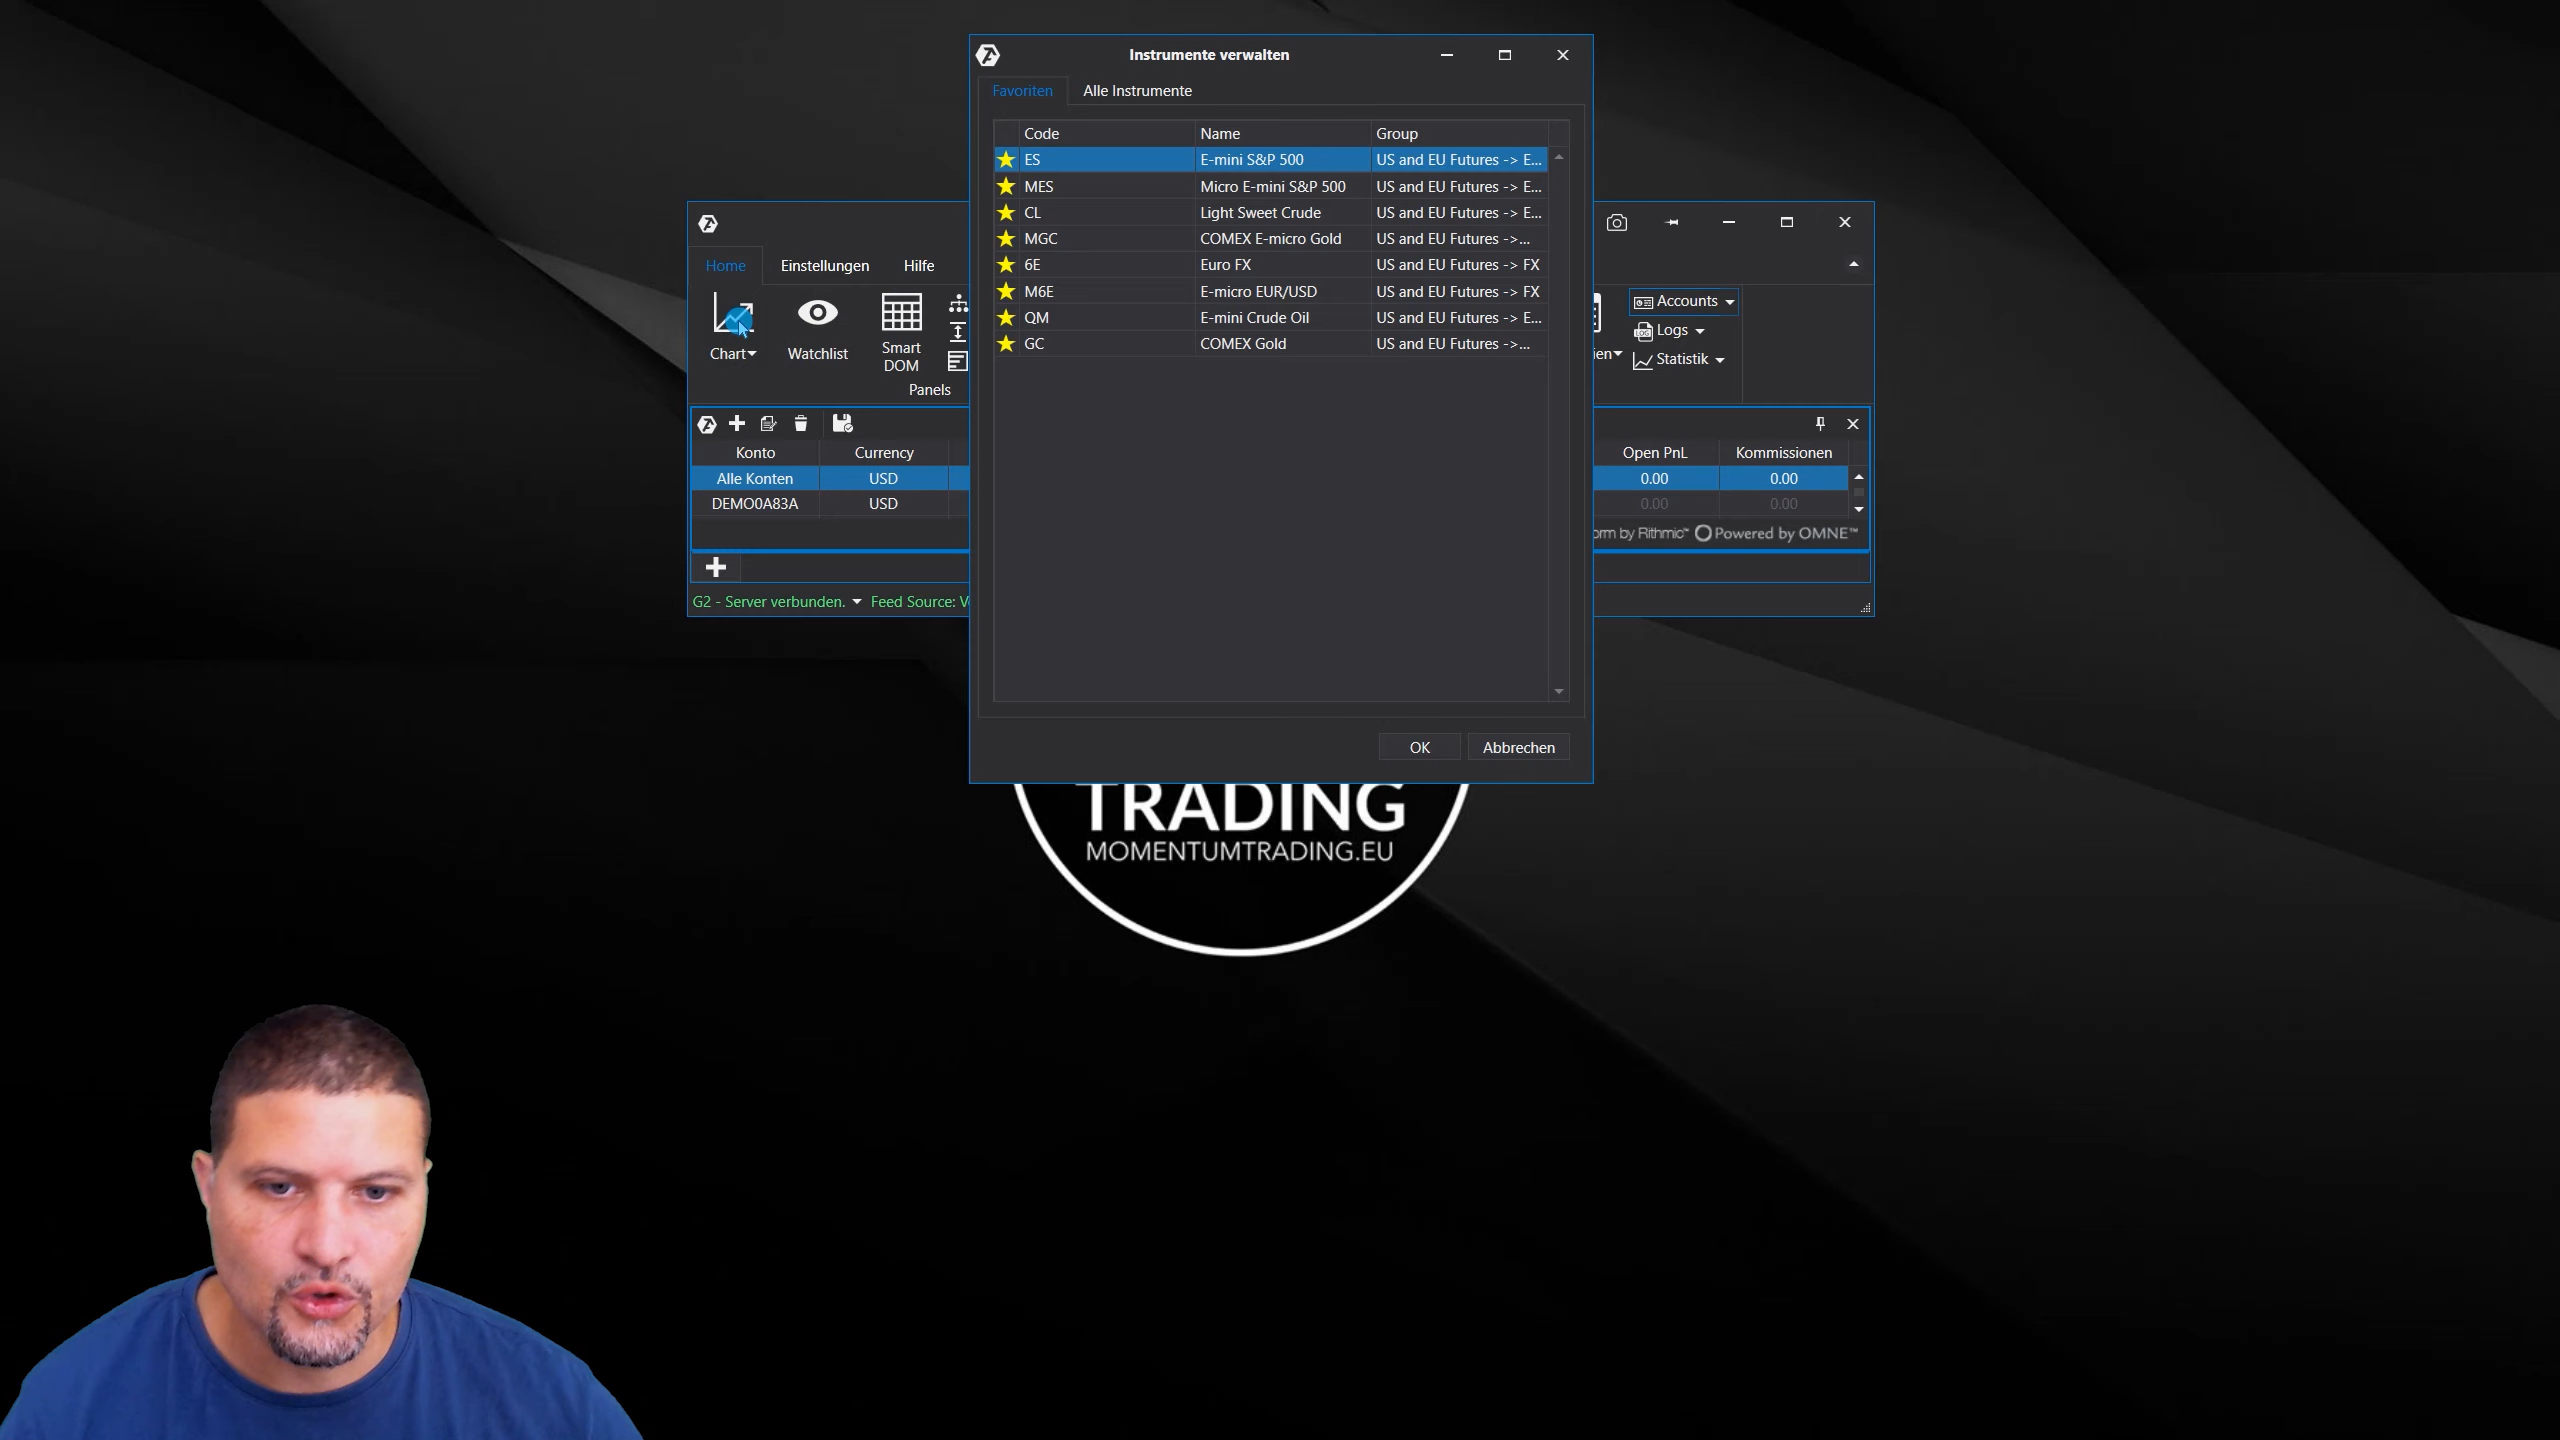 Instrumente verwalten
Favoriten Alle Instrumente
Code Name Group
ES E-mini S&P 500 US and EU Futures -> E...
MES Micro E-mini S&P 500 US and EU Futures -> E...
CL Light Sweet Crude US and EU Futures -> E...
MGC COMEX E-micro Gold US and EU Futures ->...
6E Euro FX US and EU Futures -> FX
M6E E-micro EUR/USD US and EU Futures -> FX
QM E-mini Crude Oil US and EU Futures -> E...
GC COMEX Gold US and EU Futures ->...
OK Abbrechen
Home Einstellungen Hilfe
Chart Watchlist Smart
DOM
Panels
Accounts
LOG Logs
Statistik
Konto Currency Open PnL Kommissionen
Alle Konten USD 0.00 0.00
DEMO0A83A USD 0.00 0.00
by Rithmic™ Powered by OMNE™
G2 - Server verbunden. Feed Source:
TRADING
MOMENTUMTRADING.EU